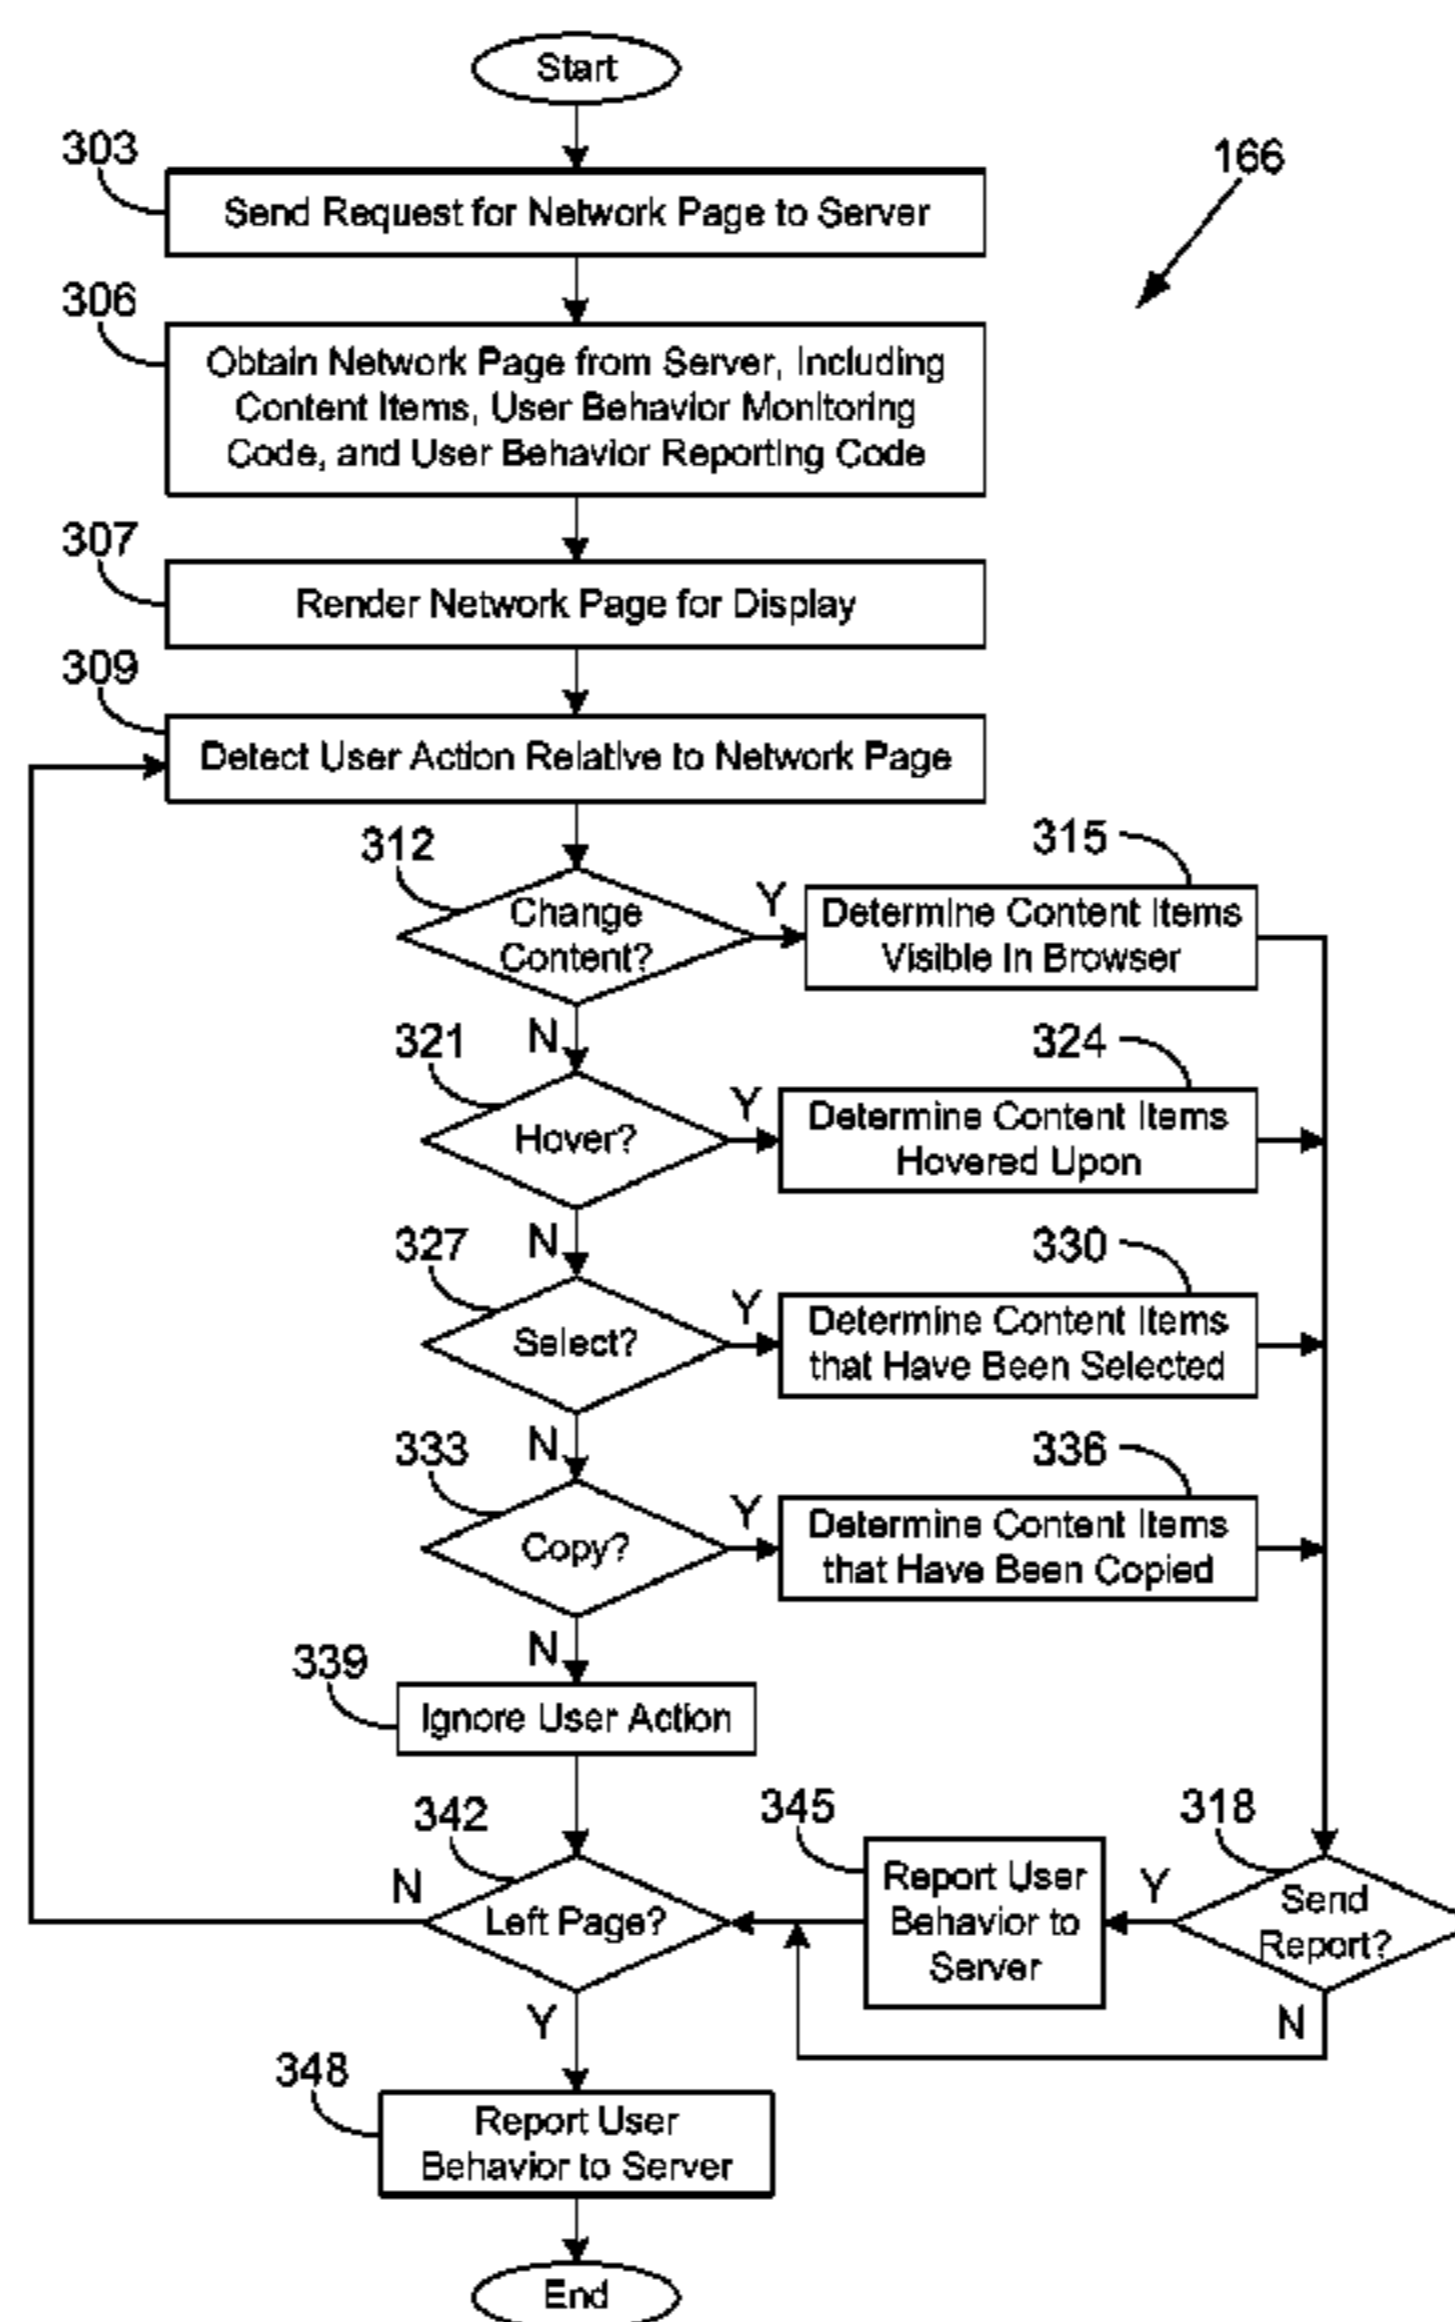 Start
303
166
Send Request for Network Page to Server
306
Obtain Network Page from Server, Including
Content Items, User Behavior Monitoring
Code, and User Behavior Reporting Code
307
Render Network Page for Display
309
Detect User Action Relative to Network Page
312
Change
Content?
Y
315
Determine Content Items
Visible In Browser
N
321
Hover?
Y
324
Determine Content Items
Hovered Upon
N
327
Select?
Y
330
Determine Content Items
that Have Been Selected
N
333
Copy?
Y
336
Determine Content Items
that Have Been Copied
N
339
Ignore User Action
342
Left Page?
N
345
Report User
Behavior to
Server
Y
318
Send
Report?
N
Y
348
Report User
Behavior to Server
End